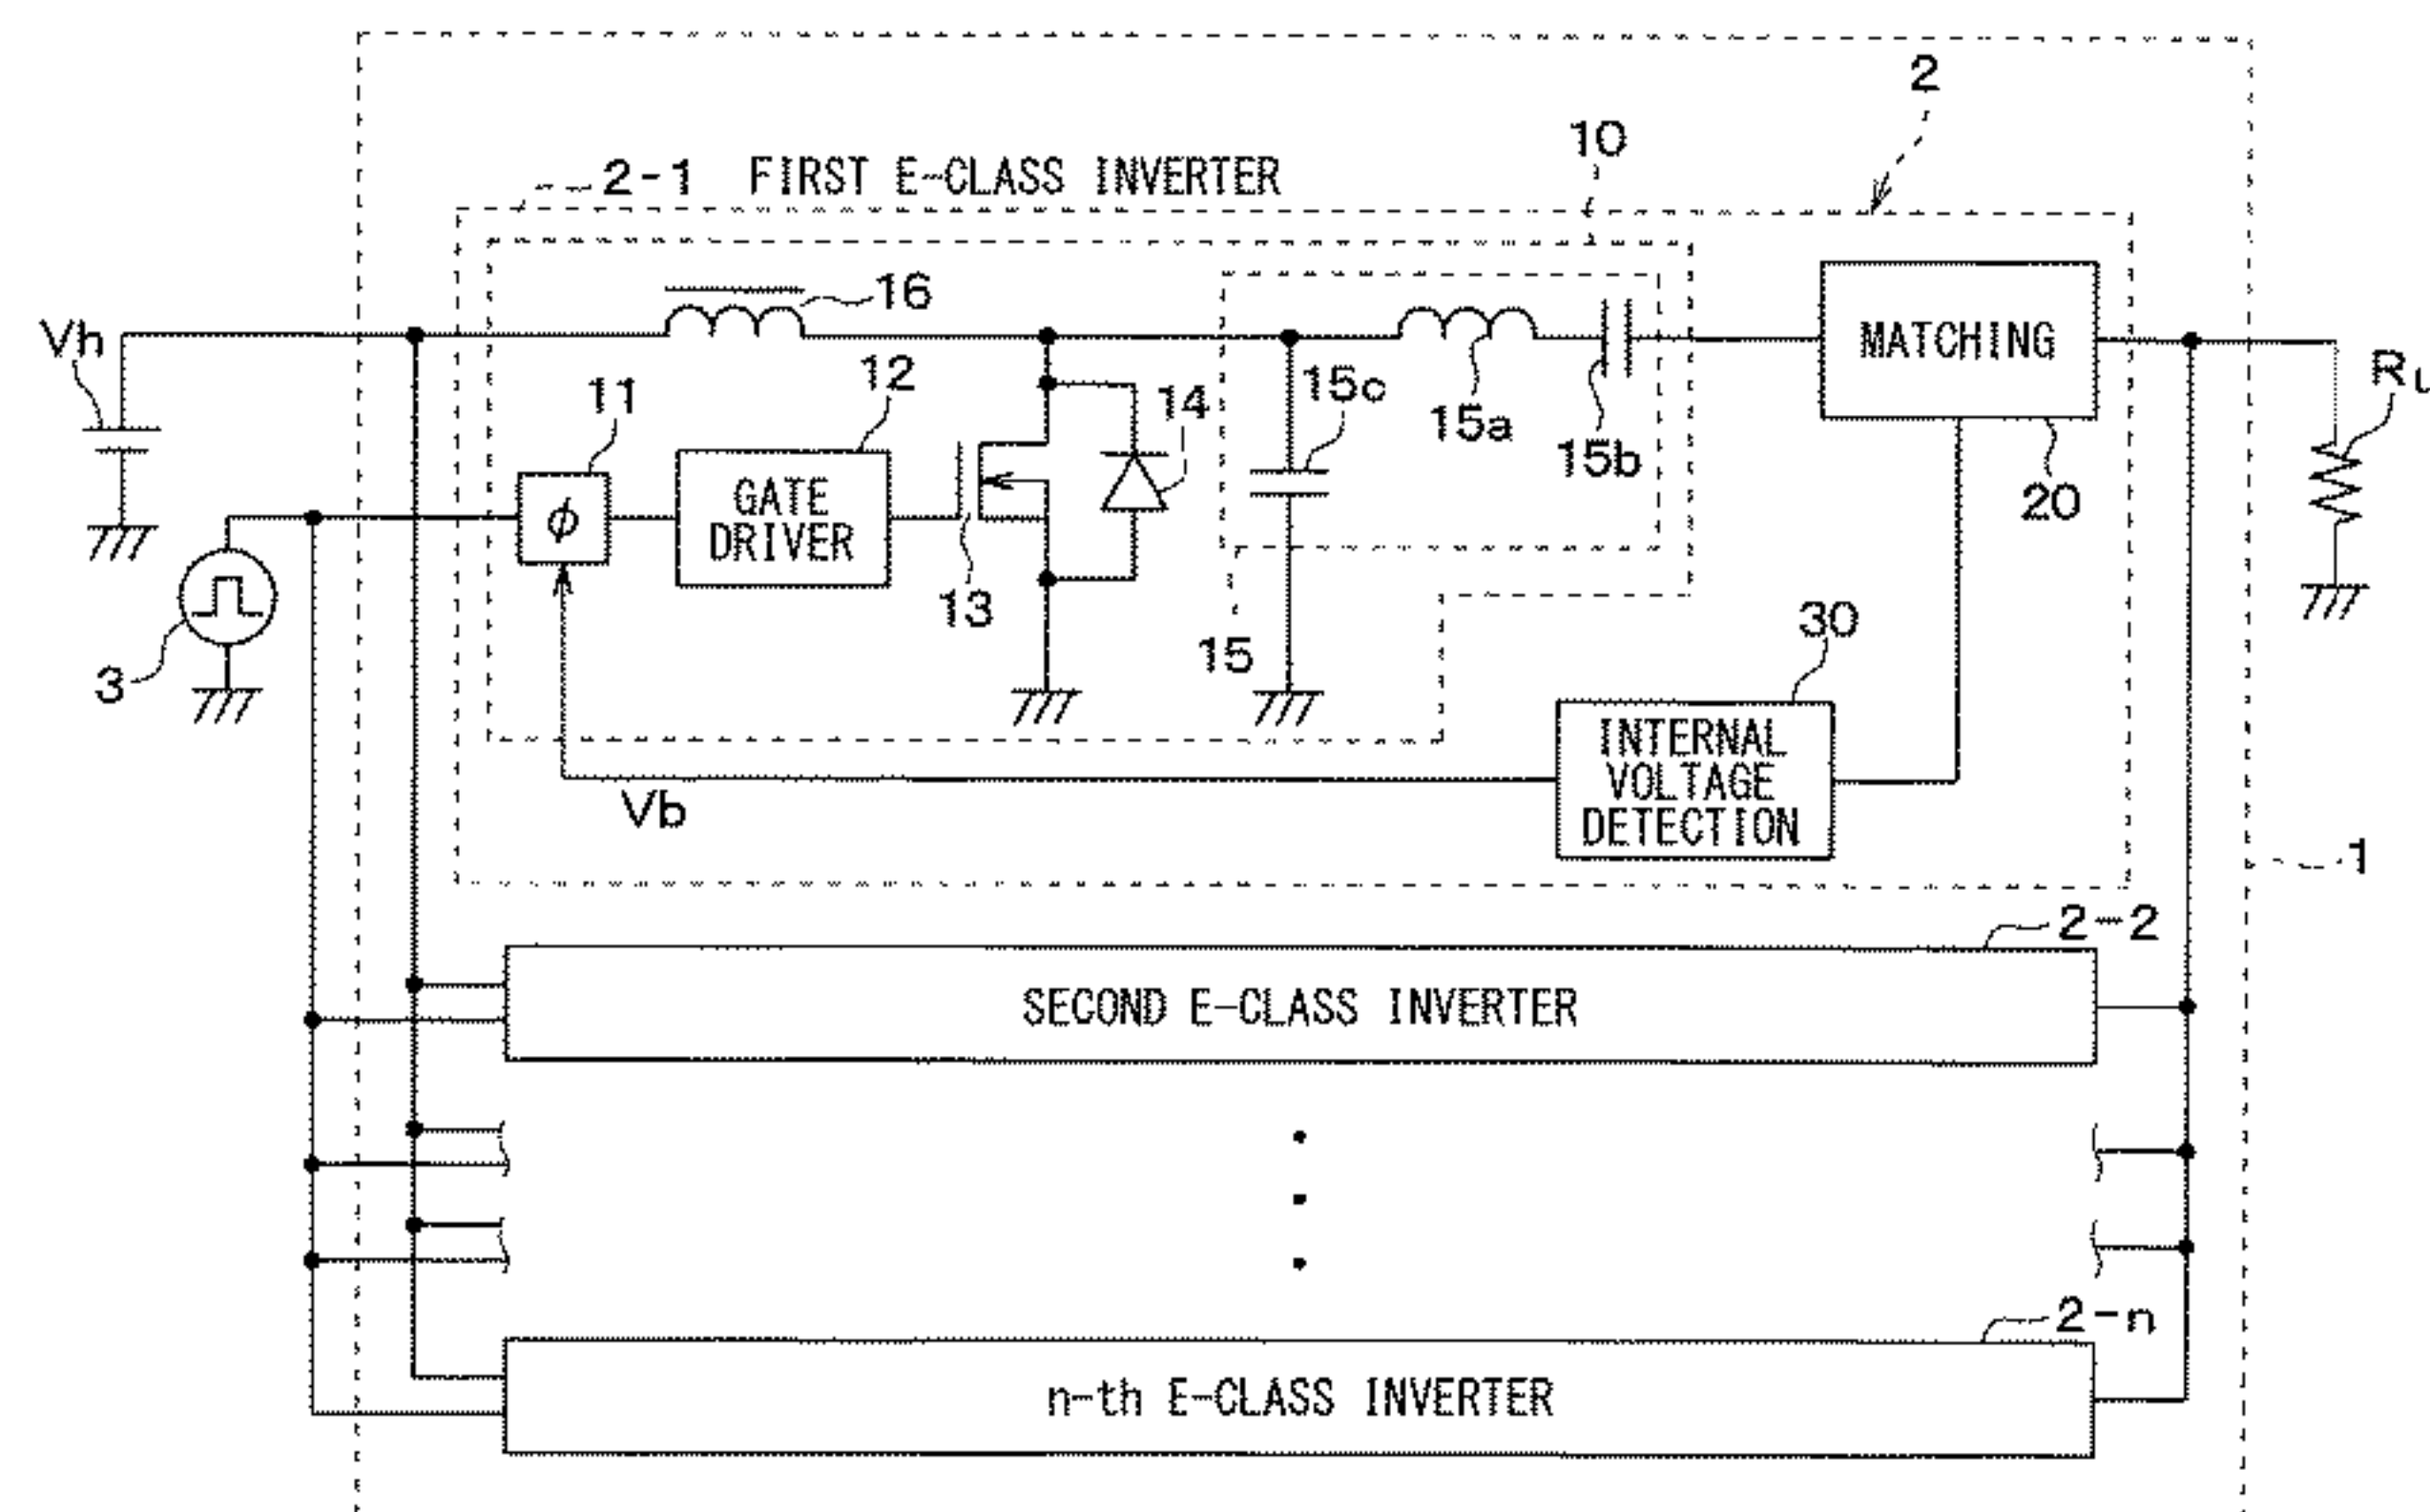 2
10
2-1 FIRST E-CLASS INVERTER
16
Vh
MATCHING
12
15c
11
14
15a
15b
RL
GATE
DRIVER
φ
20
13
15
30
3
INTERNAL
VOLTAGE
DETECTION
Vb
1
2-2
SECOND E-CLASS INVERTER
2-n
n-th E-CLASS INVERTER